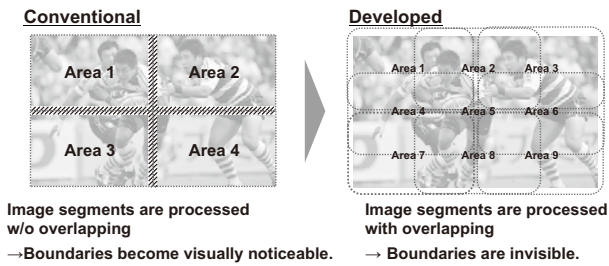 Conventional
Developed
Area 1
Area 2
Area 3
Area 4
Area 1
Area 2
Area 3
Area 4
Area 5
Area 6
Area 7
Area 8
Area 9
Image segments are processed
w/o overlapping
→Boundaries become visually noticeable.
Image segments are processed
with overlapping
→ Boundaries are invisible.